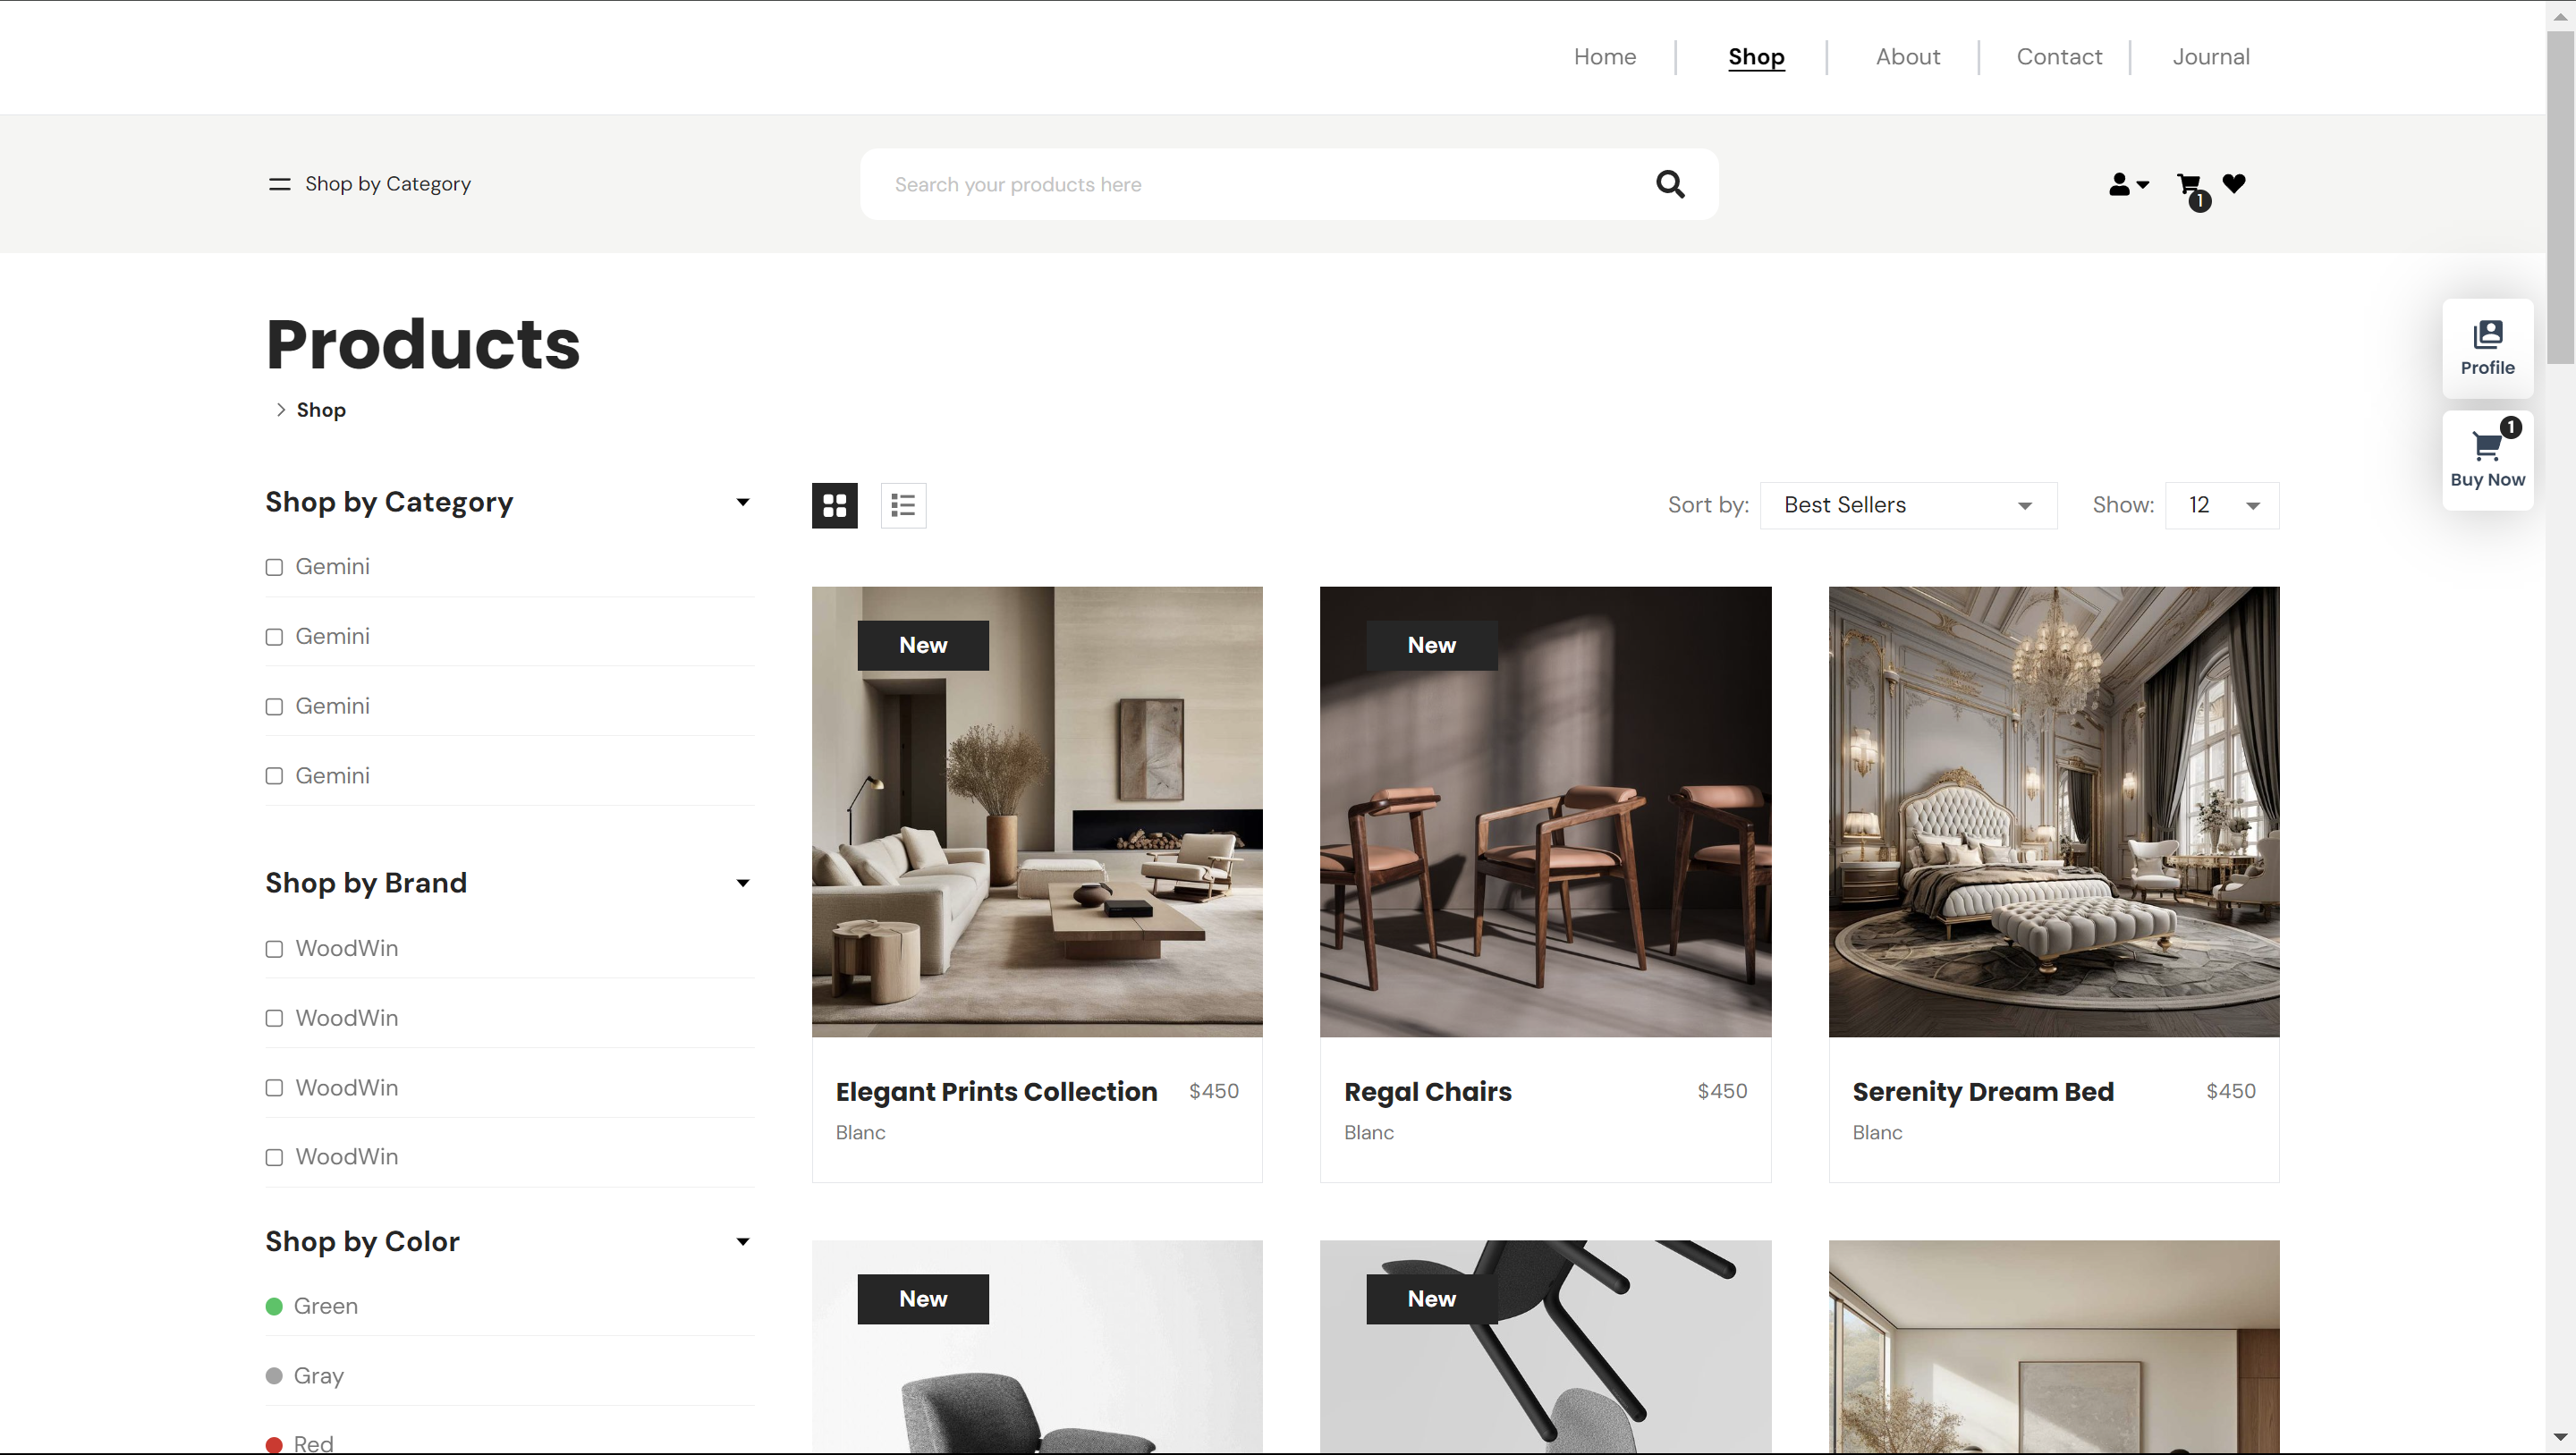 Home
Shop
About
Contact
Journal
Shop by Category
Search your products here
1
Products
Shop
Profile
1
Buy Now
Shop by Category
Gemini
Gemini
Gemini
Gemini
Shop by Brand
WoodWin
WoodWin
WoodWin
WoodWin
Shop by Color
Green
Gray
Red
Sort by:
Best Sellers
Show:
12
New
Elegant Prints Collection
$450
Blanc
New
Regal Chairs
$450
Blanc
Serenity Dream Bed
$450
Blanc
New
New